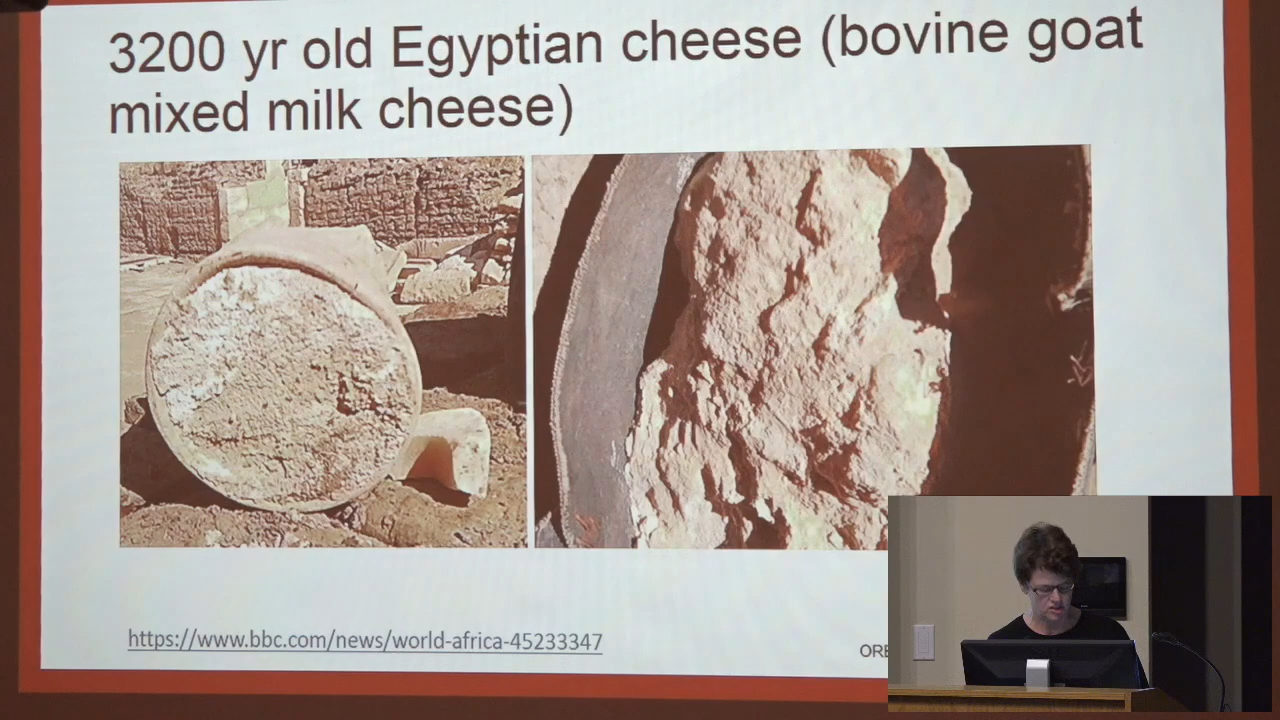 3200 yr old Egyptian cheese (bovine goat
mixed milk cheese)
https://www.bbc.com/news/world-africa-45233347